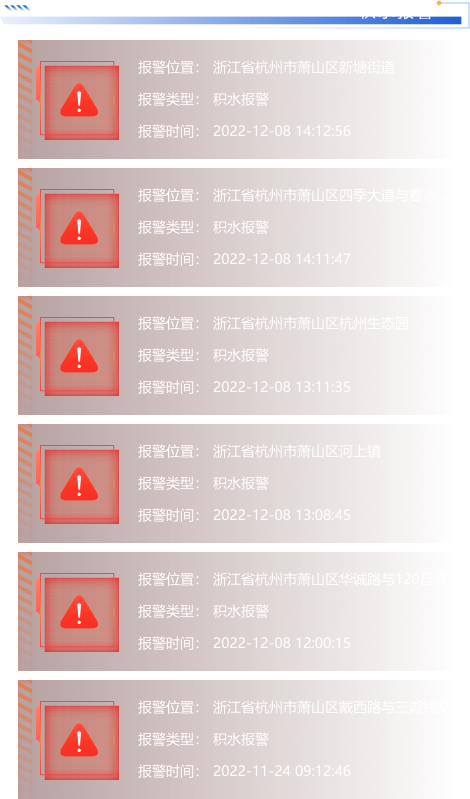 报警位置： 浙江省杭州市萧山区新塘街道
报警类型： 积水报警
报警时间： 2022-12-08 14:12:56
报警位置： 浙江省杭州市萧山区四季大道与春水
报警类型： 积水报警
报警时间： 2022-12-08 14:11:47
报警位置： 浙江省杭州市萧山区杭州生态园
报警类型： 积水报警
报警时间： 2022-12-08 13:11:35
报警位置： 浙江省杭州市萧山区河上镇
报警类型： 积水报警
报警时间： 2022-12-08 13:08:45
报警位置： 浙江省杭州市萧山区华诚路与120县道
报警类型： 积水报警
报警时间： 2022-12-08 12:00:15
报警位置： 浙江省杭州市萧山区戴西路与三
报警类型： 积水报警
报警时间： 2022-11-24 09:12:46